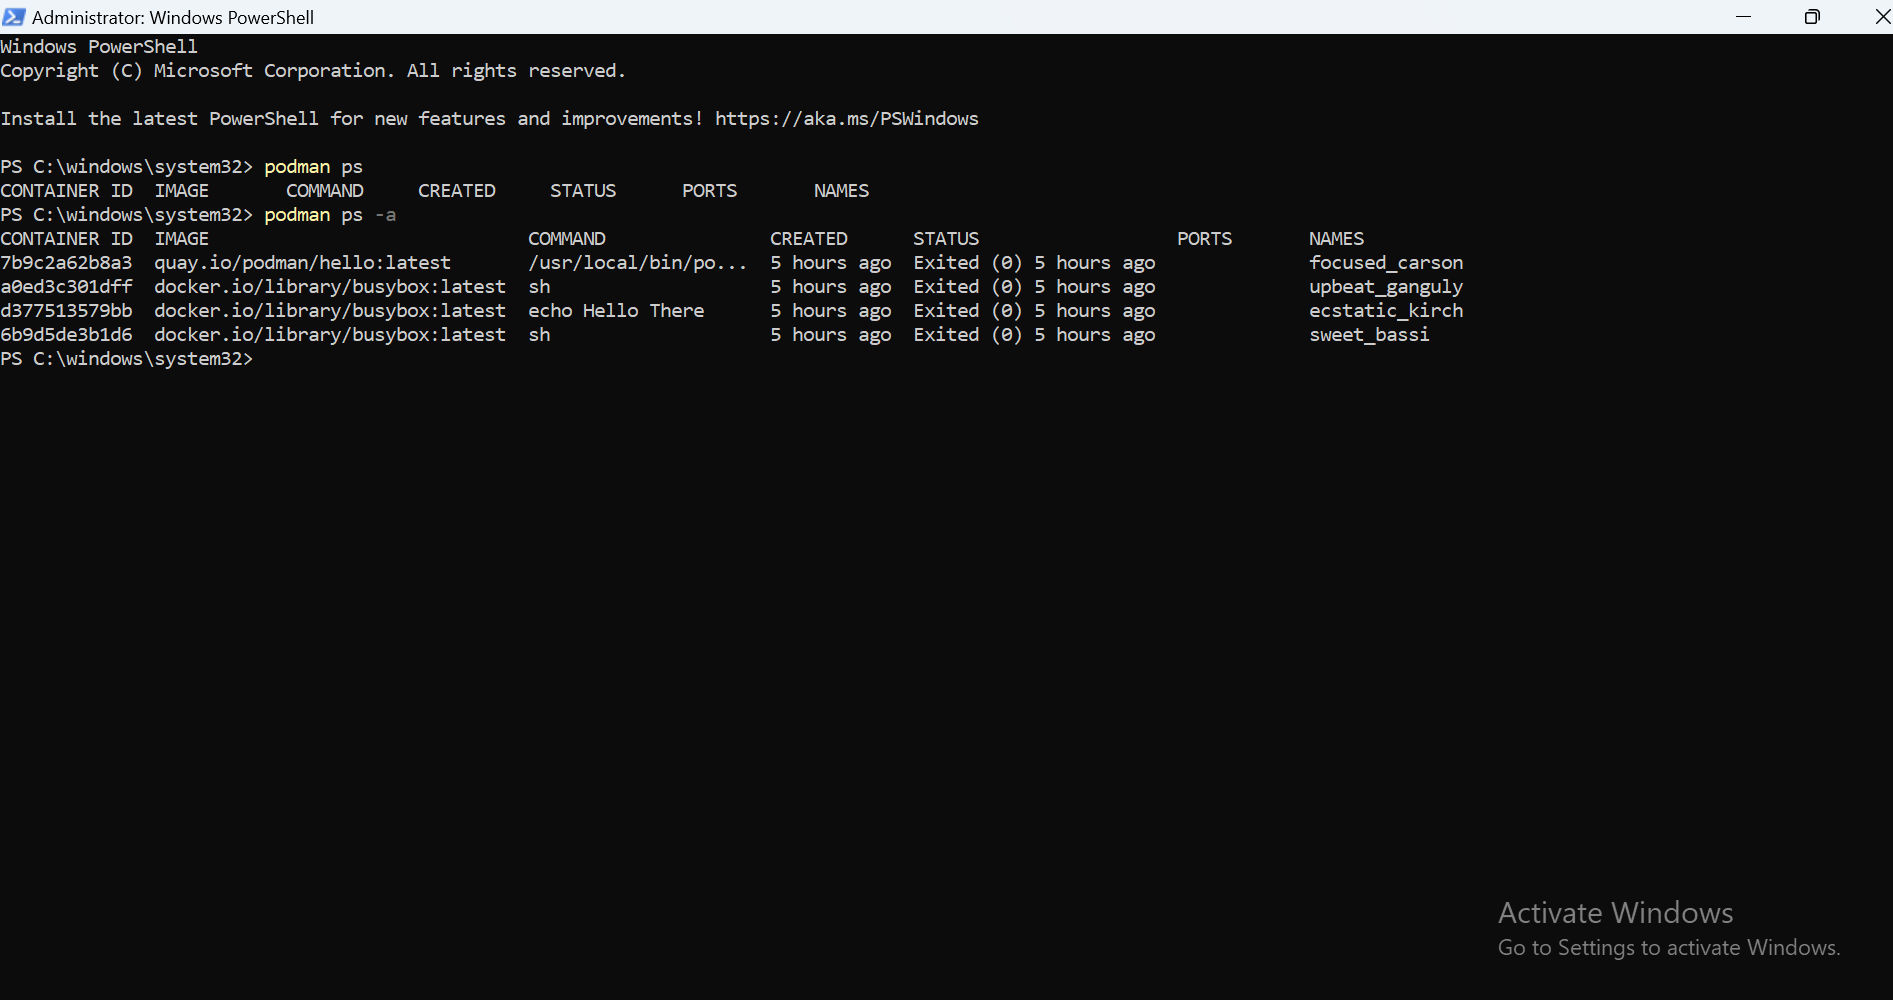 Administrator: Windows PowerShell
Windows PowerShell
Copyright (C) Microsoft Corporation. All rights reserved.
Install the latest PowerShell for new features and improvements! https://aka.ms/PSWindows
PS C:\windows\system32> podman ps
CONTAINER ID  IMAGE       COMMAND     CREATED     STATUS      PORTS       NAMES
PS C:\windows\system32> podman ps -a
CONTAINER ID  IMAGE                             COMMAND               CREATED      STATUS                  PORTS       NAMES
7b9c2a62b8a3  quay.io/podman/hello:latest       /usr/local/bin/po...  5 hours ago  Exited (0) 5 hours ago              focused_carson
a0ed3c301dff  docker.io/library/busybox:latest  sh                    5 hours ago  Exited (0) 5 hours ago              upbeat_ganguly
d377513579bb  docker.io/library/busybox:latest  echo Hello There      5 hours ago  Exited (0) 5 hours ago              ecstatic_kirch
6b9d5de3b1d6  docker.io/library/busybox:latest  sh                    5 hours ago  Exited (0) 5 hours ago              sweet_bassi
PS C:\windows\system32>
Activate Windows
Go to Settings to activate Windows.